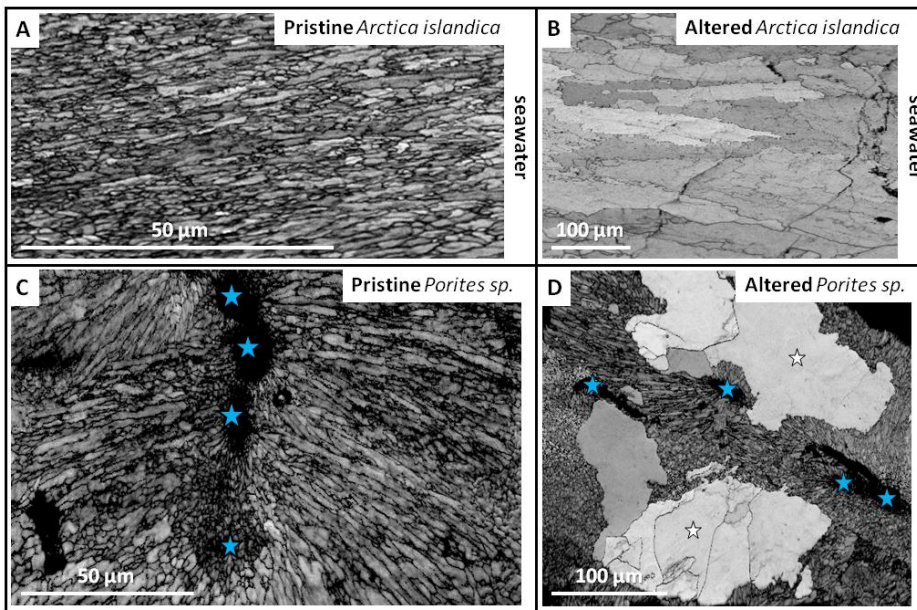 A Pristine Arctica islandica
50 µm
seawater
B Altered Arctica islandica
100 µm
seawater
C Pristine Porites sp.
50 µm
D Altered Porites sp.
100 µm